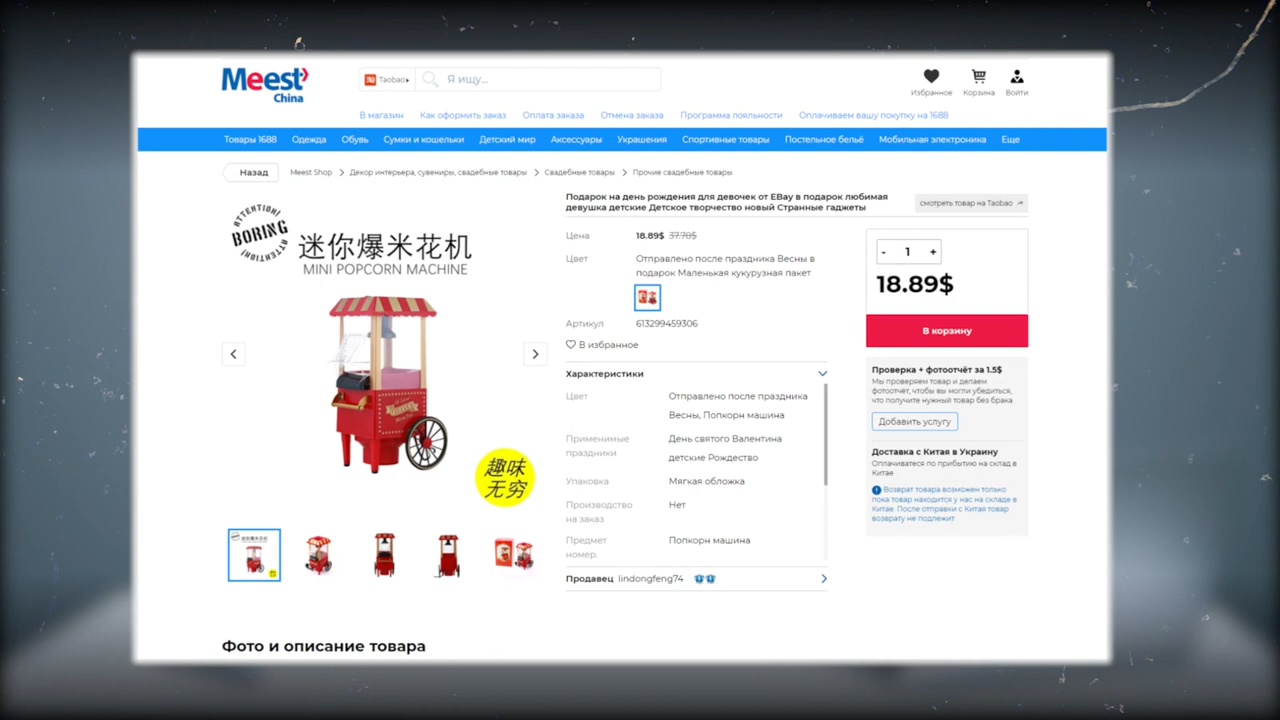 Meest
China
Taobao
Я ищу...
Избранное
Корзина
Войти
В магазин
Как оформить заказ
Оплата заказа
Отмена заказа
Программа лояльности
Оплачиваем вашу покупку на 1688
Товары 1688
Одежда
Обувь
Сумки и кошельки
Детский мир
Аксессуары
Украшения
Спортивные товары
Постельное бельё
Мобильная электроника
Еще
Назад
Meest Shop
Декор интерьера, сувениры, свадебные товары
Свадебные товары
Прочие свадебные товары
ATTENTION!
BORING
ATTENTION!
迷你爆米花机
MINI POPCORN MACHINE
趣味
无穷
Подарок на день рождения для девочек от EBay в подарок любимая
девушка детские Детское творчество новый Странные гаджеты
смотреть товар на Taobao
Цена
18.89$ 37.78$
Цвет
Отправлено после праздника Весны в
подарок Маленькая кукурузная пакет
Артикул
613299459306
В избранное
Характеристики
Цвет
Отправлено после праздника
Весны, Попкорн машина
Применимые
праздники
День святого Валентина
детские Рождество
Упаковка
Мягкая обложка
Производство
на заказ
Нет
Предмет
номер.
Попкорн машина
Продавец lindongfeng74
- 1 +
18.89$
В корзину
Проверка + фотоотчёт за 1.5$
Мы проверяем товар и делаем
фотоотчёт, чтобы вы могли убедиться,
что получите нужный товар без брака
Добавить услугу
Доставка с Китая в Украину
Оплачивается по прибытию на склад в
Китае
Возврат товара возможен только
пока товар находится у нас на складе в
Китае. После отправки с Китая товар
возврату не подлежит
Фото и описание товара